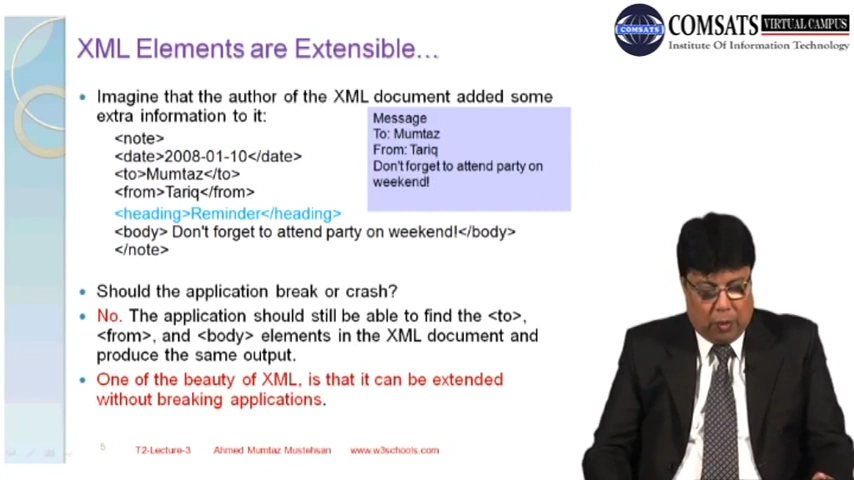 XML Elements are Extensible…
COMSATS VIRTUAL CAMPUS
Institute Of Information Technology
COMSATS
• Imagine that the author of the XML document added some
extra information to it:
<note>
<date>2008-01-10</date>
<to>Mumtaz</to>
<from>Tariq</from>
<heading>Reminder</heading>
<body> Don't forget to attend party on weekend!</body>
</note>
Message
To: Mumtaz
From: Tariq
Don't forget to attend party on
weekend!
• Should the application break or crash?
• No. The application should still be able to find the <to>,
<from>, and <body> elements in the XML document and
produce the same output.
• One of the beauty of XML, is that it can be extended
without breaking applications.
5 T2-Lecture-3 Ahmed Mumtaz Mustehsan www.w3schools.com